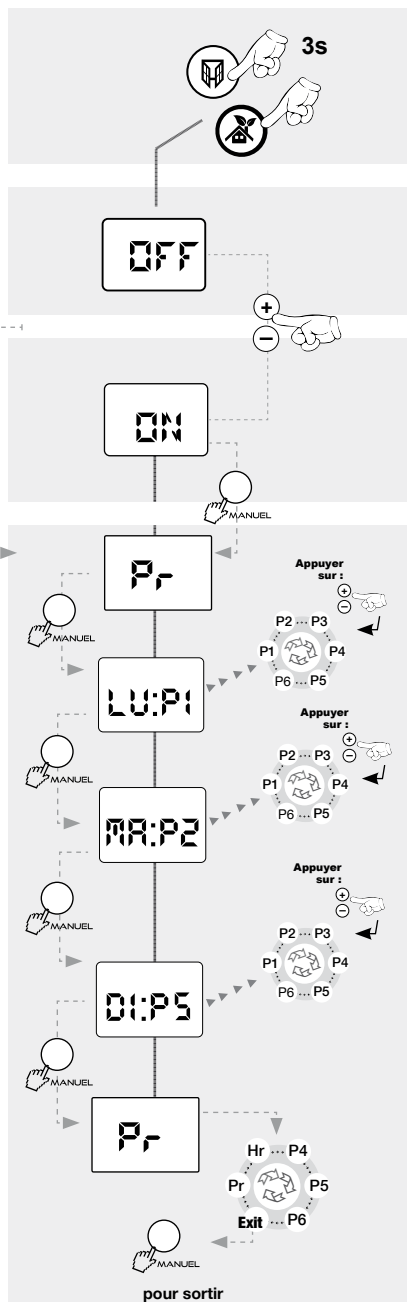 3s
OFF
+
−
ON
MANUEL
Pr
Appuyer
sur :
+
−
MANUEL
P2 ... P3
P1 P4
P6 ... P5
LU:P1
Appuyer
sur :
+
−
MANUEL
P2 ... P3
P1 P4
P6 ... P5
MA:P2
Appuyer
sur :
+
−
MANUEL
P2 ... P3
P1 P4
P6 ... P5
DI:P5
MANUEL
Pr
Hr ... P4
Pr P5
Exit ... P6
MANUEL
pour sortir